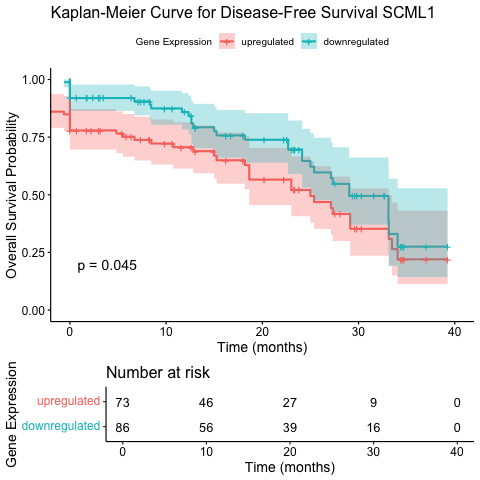 Kaplan-Meier Curve for Disease-Free Survival SCML1
Gene Expression upregulated downregulated
Overall Survival Probability
1.00
0.75
0.50
0.25
0.00
p = 0.045
0 10 20 30 40
Time (months)
Number at risk
Gene Expression
upregulated 73 46 27 9 0
downregulated 86 56 39 16 0
0 10 20 30 40
Time (months)